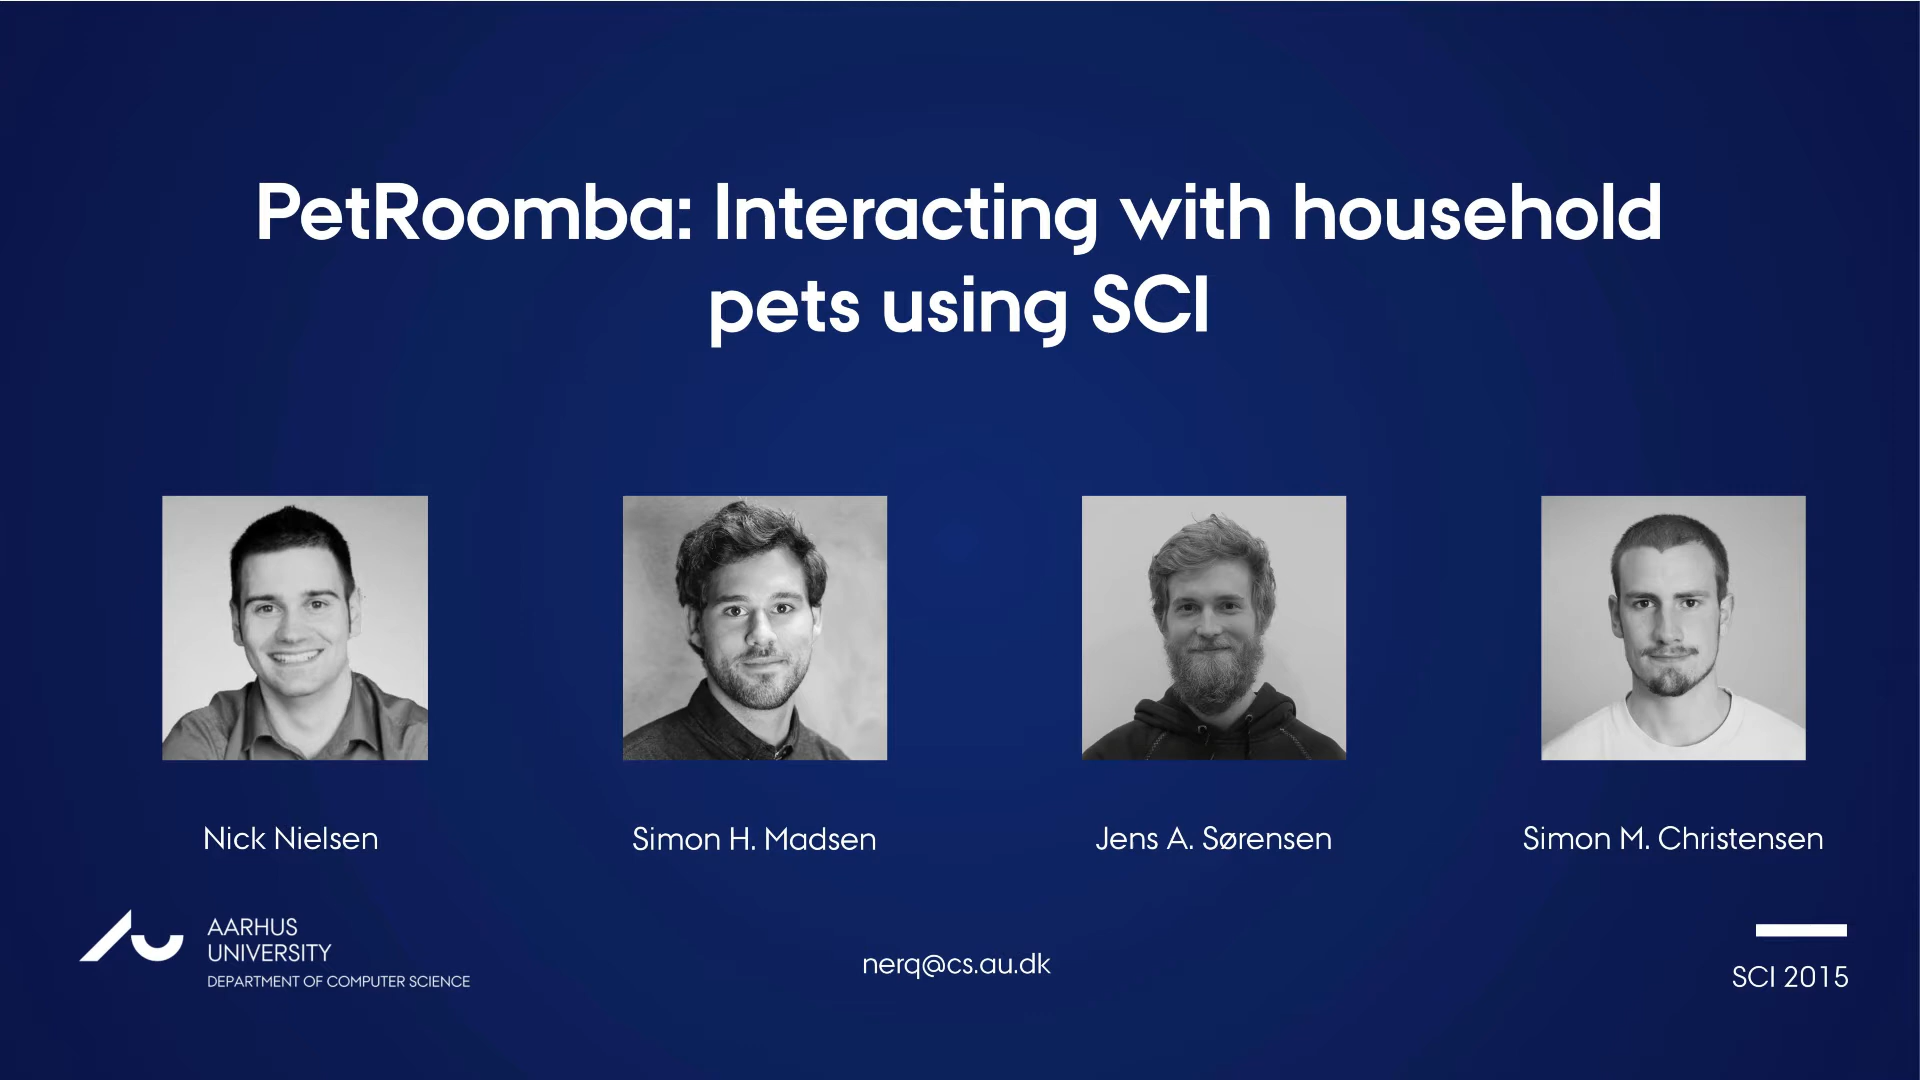 PetRoomba: Interacting with household
pets using SCI
Nick Nielsen
Simon H. Madsen
Jens A. Sørensen
Simon M. Christensen
AARHUS
UNIVERSITY
DEPARTMENT OF COMPUTER SCIENCE
nerq@cs.au.dk
SCI 2015